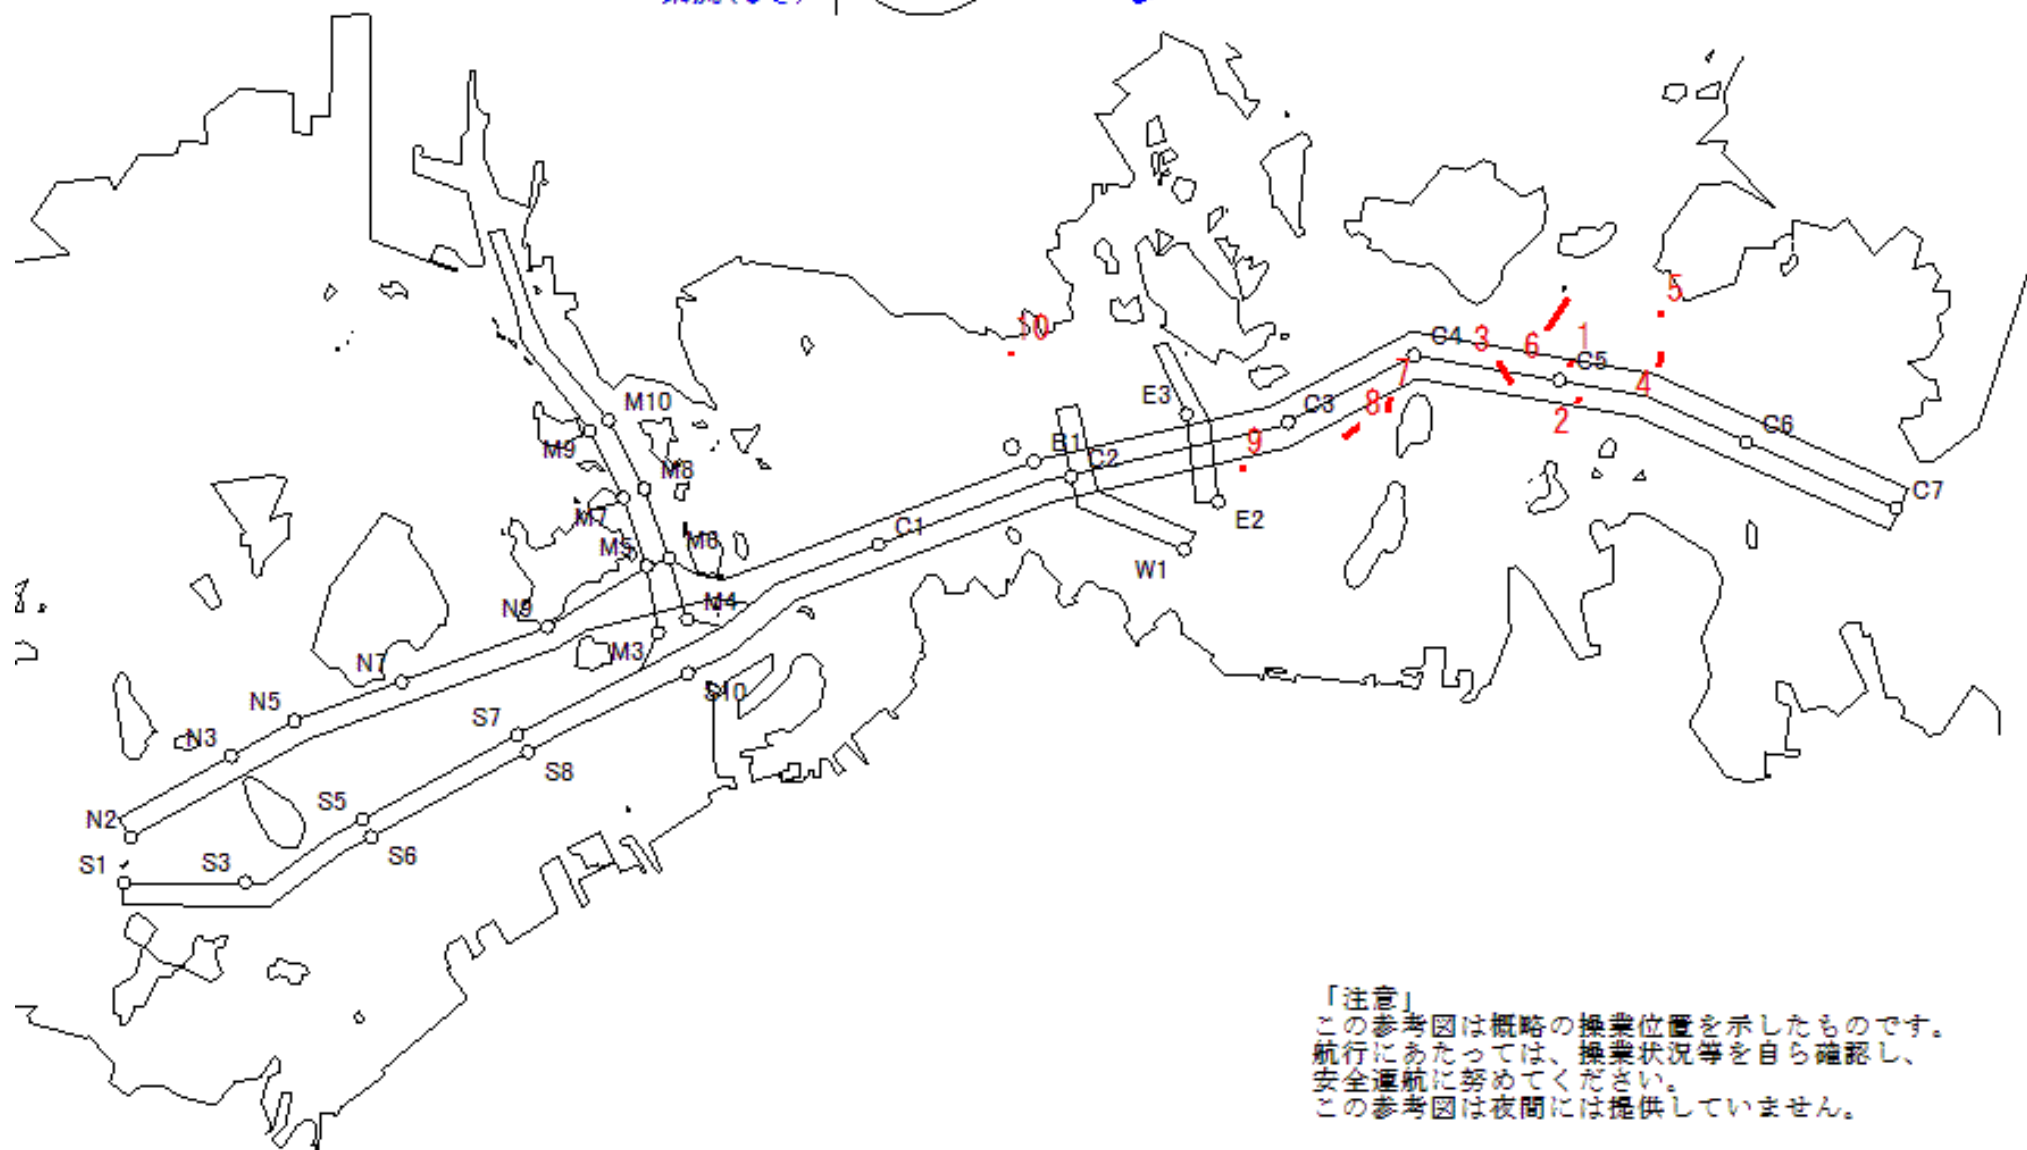 10
5
C4
3
6
1
C5
7
4
E3
M10
C3
8
2
C6
M9
B1
9
C2
M8
C7
M7
C1
E2
M5
M6
W1
N9
M4
M3
N7
S10
N5
S7
N3
S8
S5
N2
S6
S1
S3
「注意」
この参考図は概略の操業位置を示したものです。
航行にあたっては、操業状況等を自ら確認し、
安全運航に努めてください。
この参考図は夜間には提供していません。